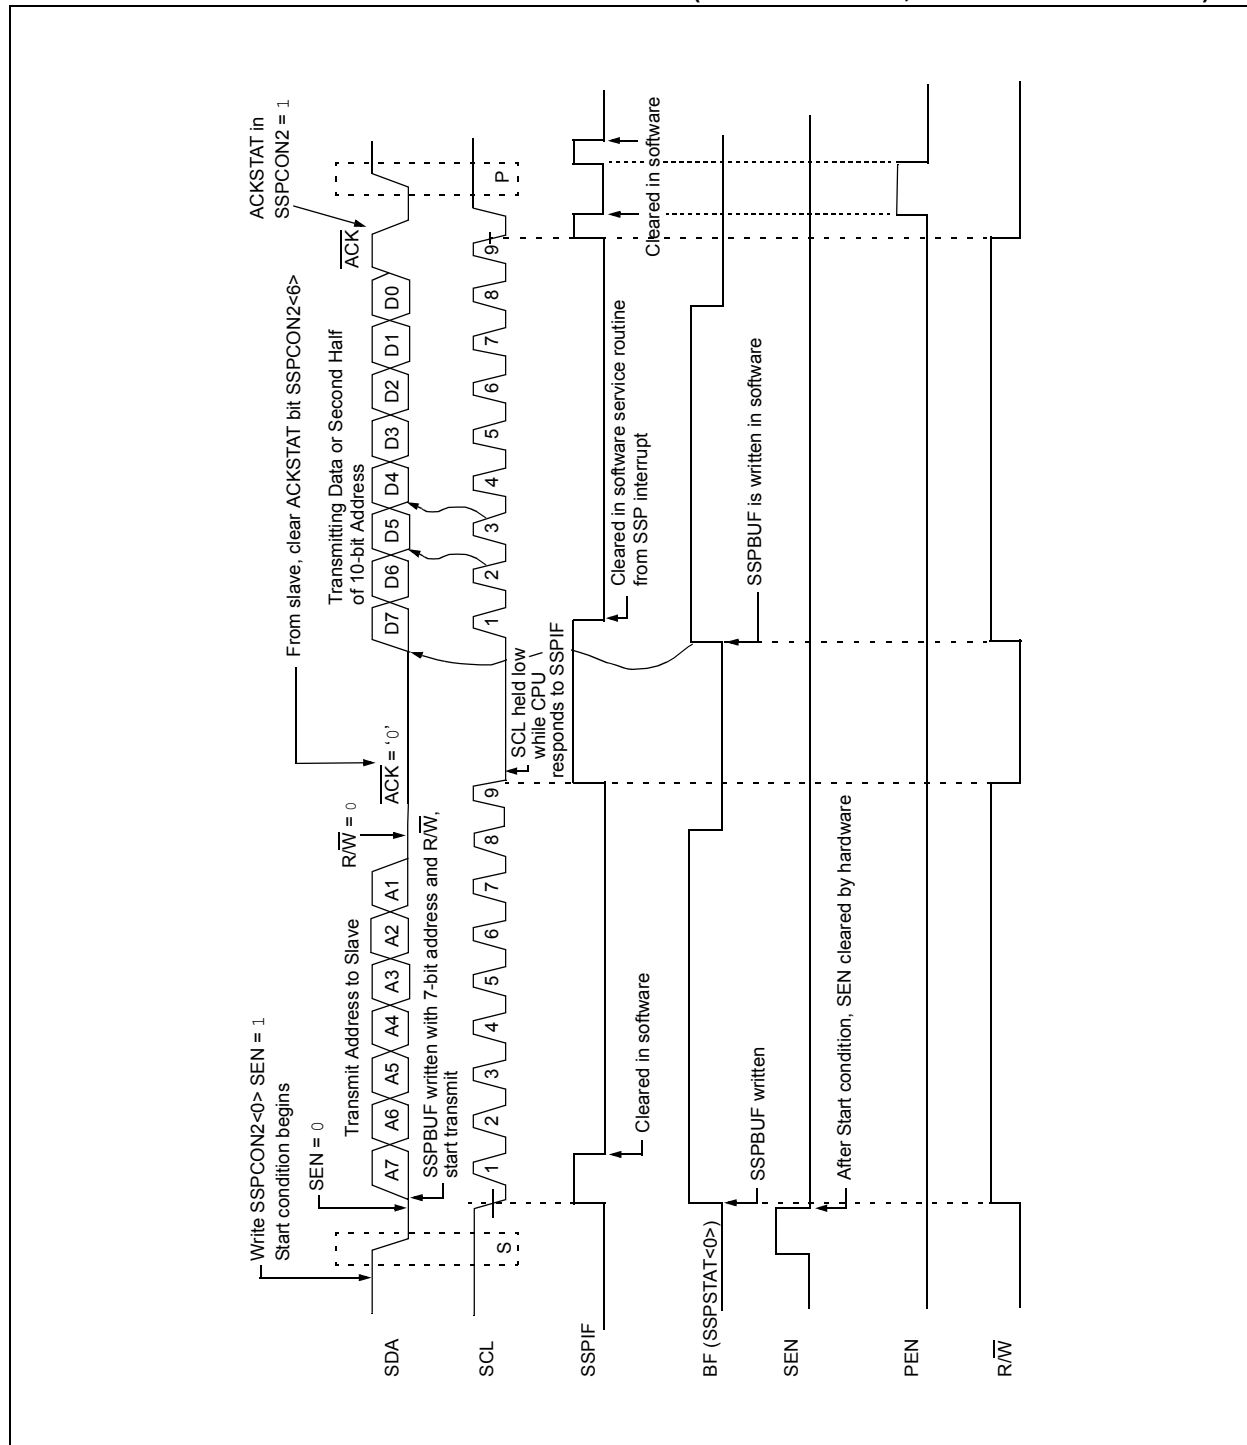 Write SSPCON2<0> SEN = 1
Start condition begins
SEN = 0
Transmit Address to Slave
R/W = 0
From slave, clear ACKSTAT bit SSPCON2<6>
ACK = '0'
Transmitting Data or Second Half
of 10-bit Address
ACK
ACKSTAT in
SSPCON2 = 1
SDA
A7 A6 A5 A4 A3 A2 A1
D7 D6 D5 D4 D3 D2 D1 D0
SSPBUF written with 7-bit address and R/W,
start transmit
SCL
S
1 2 3 4 5 6 7 8 9
1 2 3 4 5 6 7 8 9
P
SCL held low
while CPU
responds to SSPIF
SSPIF
Cleared in software
Cleared in software service routine
from SSP interrupt
Cleared in software
BF (SSPSTAT<0>)
SSPBUF written
SSPBUF is written in software
SEN
After Start condition, SEN cleared by hardware
PEN
R/W